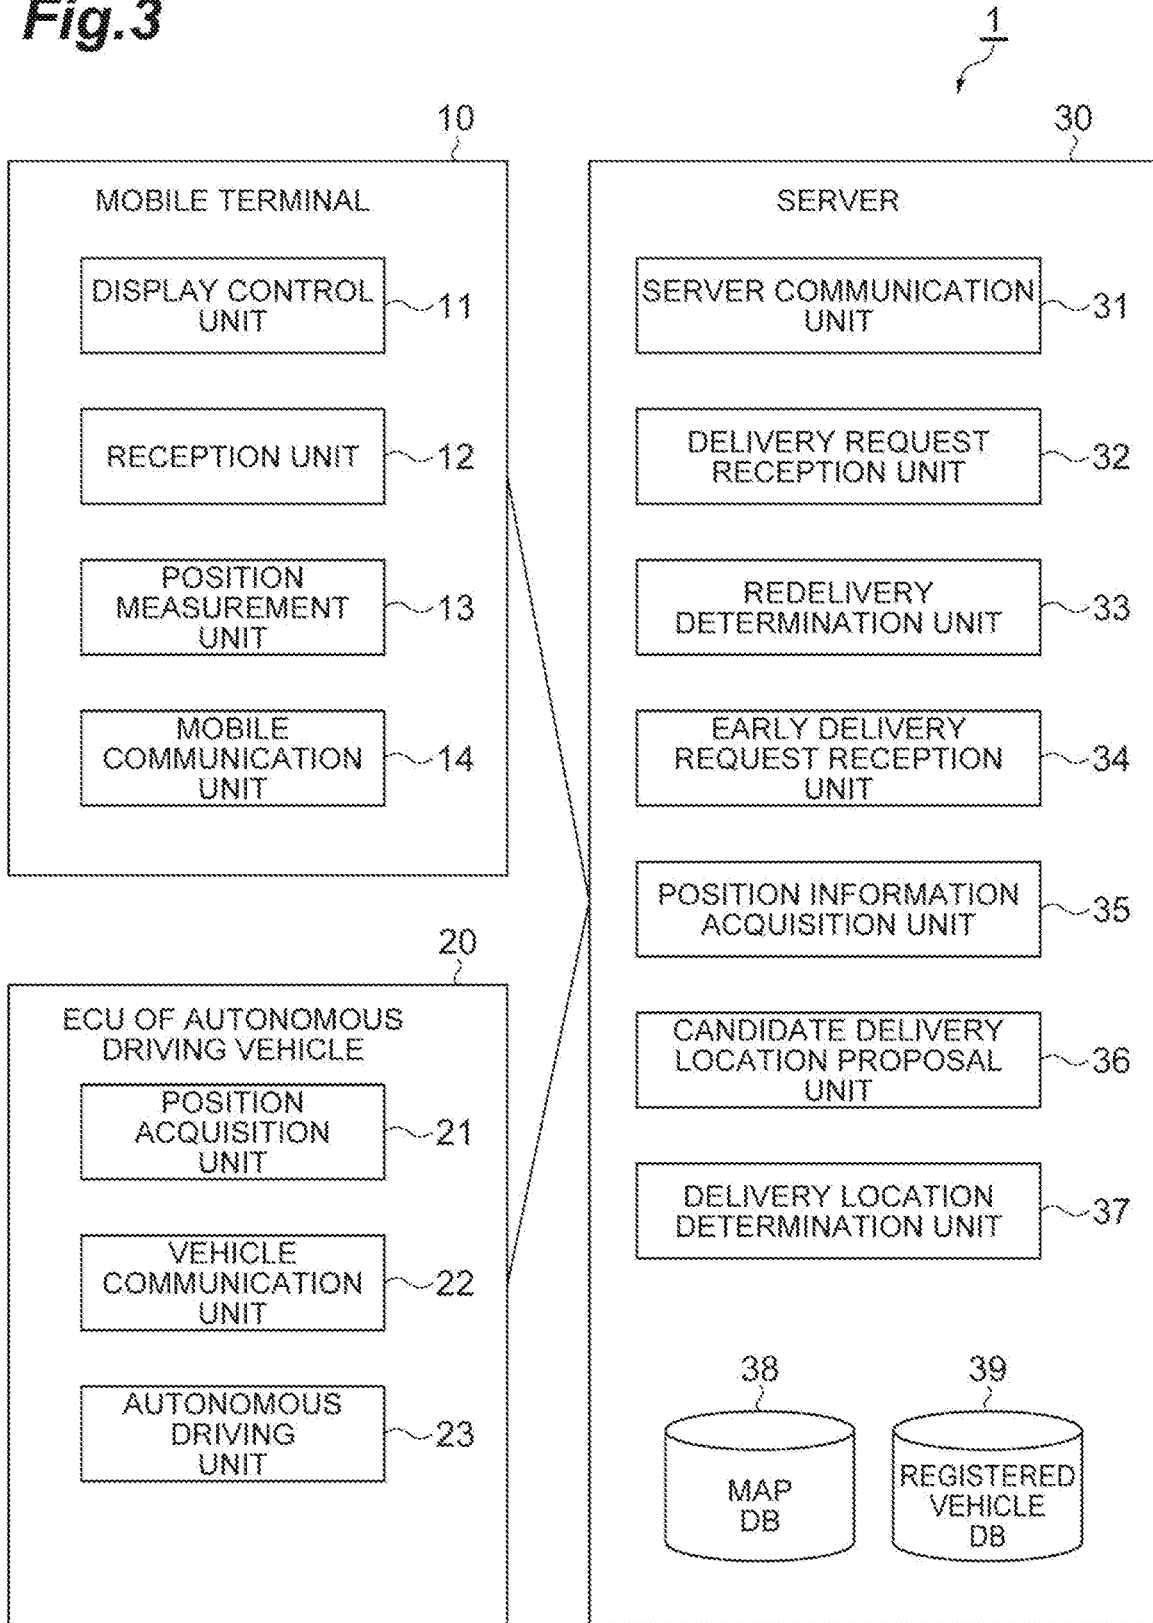 Fig.3
1
10
MOBILE TERMINAL
DISPLAY CONTROL
UNIT
11
RECEPTION UNIT
12
POSITION
MEASUREMENT
UNIT
13
MOBILE
COMMUNICATION
UNIT
14
20
ECU OF AUTONOMOUS
DRIVING VEHICLE
POSITION
ACQUISITION
UNIT
21
VEHICLE
COMMUNICATION
UNIT
22
AUTONOMOUS
DRIVING
UNIT
23
30
SERVER
SERVER COMMUNICATION
UNIT
31
DELIVERY REQUEST
RECEPTION UNIT
32
REDELIVERY
DETERMINATION UNIT
33
EARLY DELIVERY
REQUEST RECEPTION
UNIT
34
POSITION INFORMATION
ACQUISITION UNIT
35
CANDIDATE DELIVERY
LOCATION PROPOSAL
UNIT
36
DELIVERY LOCATION
DETERMINATION UNIT
37
38
MAP
DB
39
REGISTERED
VEHICLE
DB